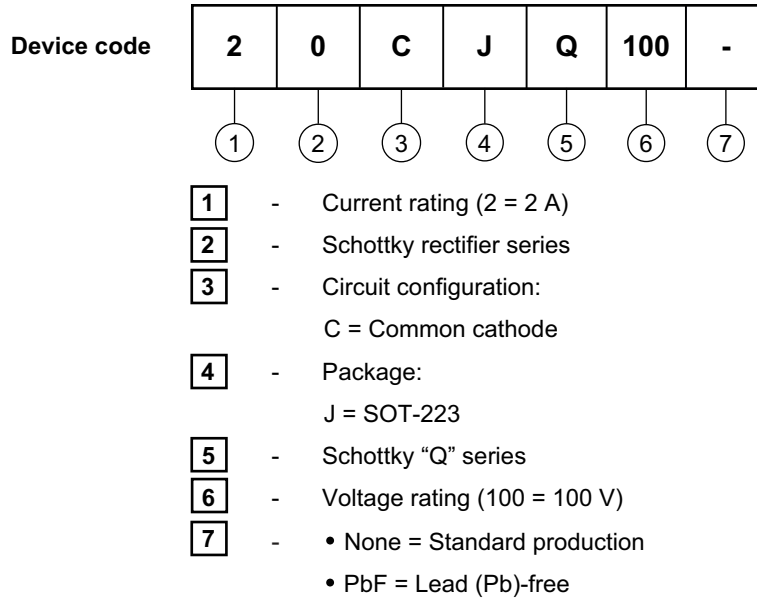 Device code 2 0 C J Q 100 -
1 2 3 4 5 6 7
1 - Current rating (2 = 2 A)
2 - Schottky rectifier series
3 - Circuit configuration:
C = Common cathode
4 - Package:
J = SOT-223
5 - Schottky “Q” series
6 - Voltage rating (100 = 100 V)
7 - • None = Standard production
• PbF = Lead (Pb)-free